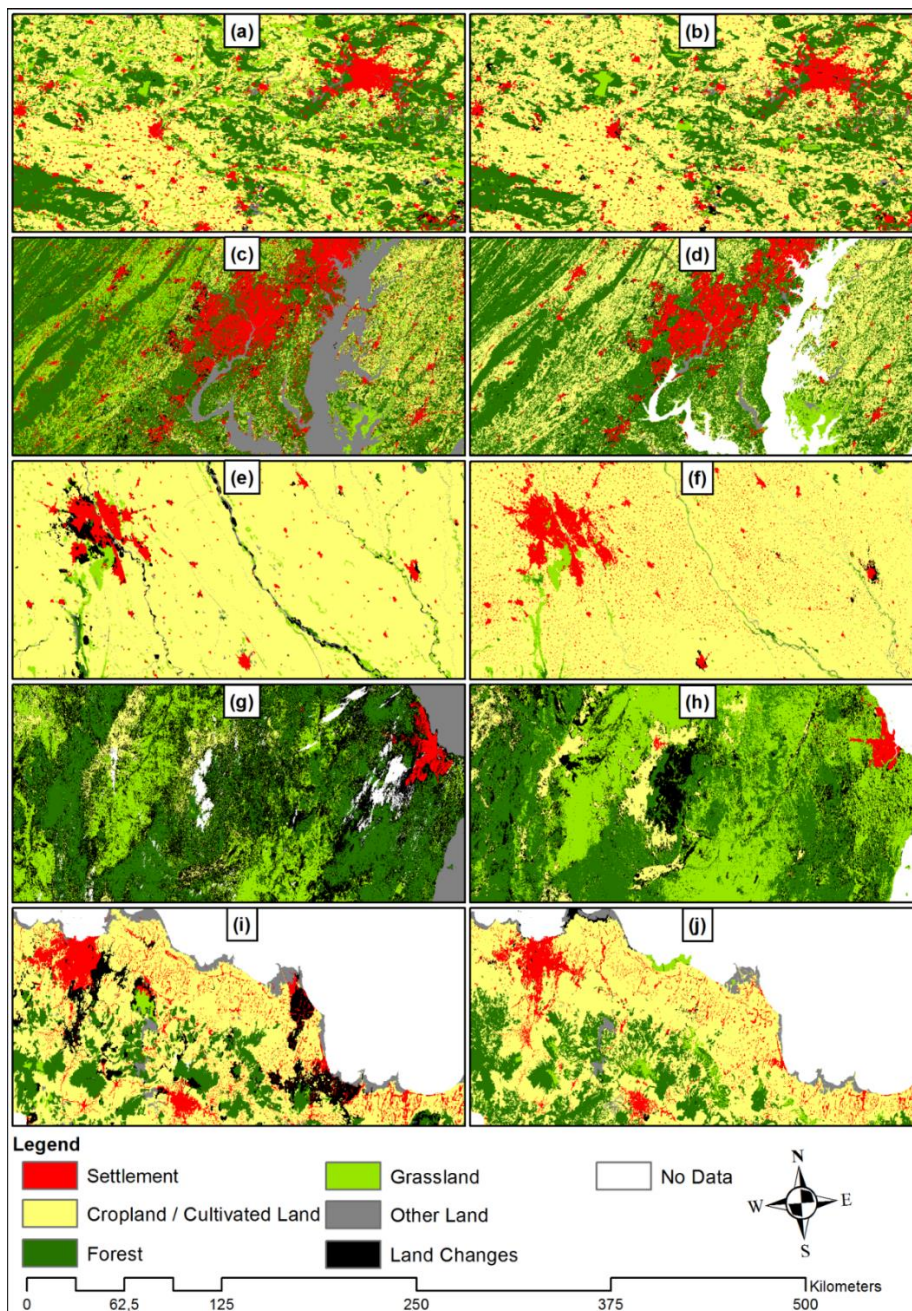 (a) (b)
(c) (d)
(e) (f)
(g) (h)
(i) (j)
Legend
Settlement Grassland No Data
Cropland / Cultivated Land Other Land
Forest Land Changes
N
W E
S
Kilometers
0 62,5 125 250 375 500